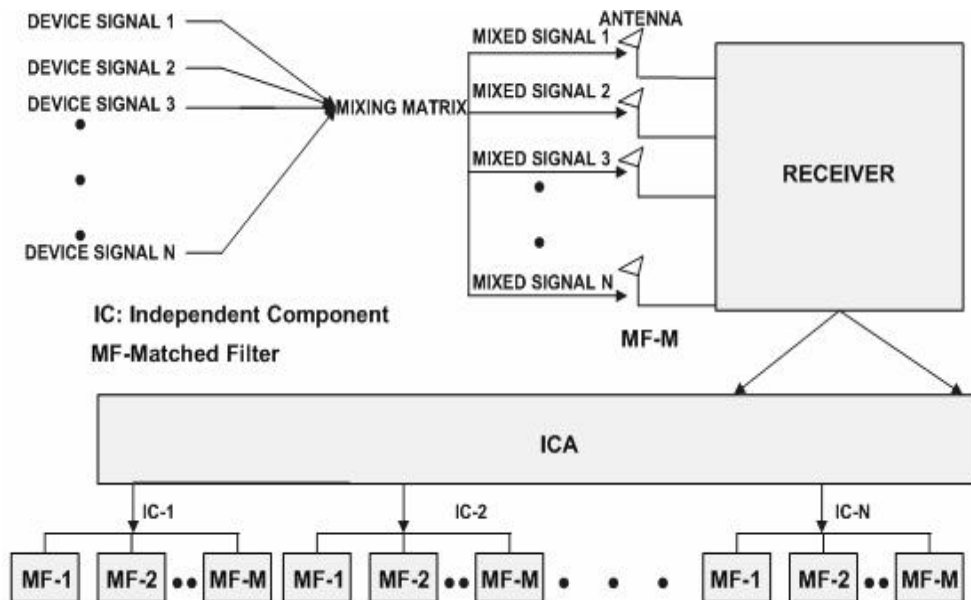 DEVICE SIGNAL 1
DEVICE SIGNAL 2
DEVICE SIGNAL 3
DEVICE SIGNAL N
MIXING MATRIX
ANTENNA
MIXED SIGNAL 1
MIXED SIGNAL 2
MIXED SIGNAL 3
MIXED SIGNAL N
RECEIVER
IC: Independent Component
MF-Matched Filter
MF-M
ICA
IC-1
IC-2
IC-N
MF-1 MF-2 MF-M MF-1 MF-2 MF-M MF-1 MF-2 MF-M